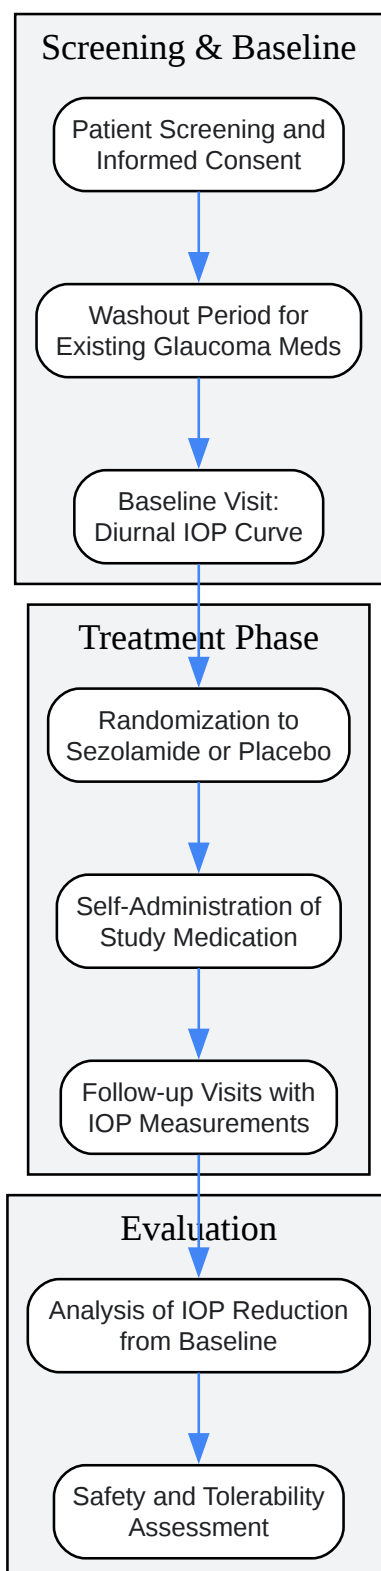 Screening & Baseline
Patient Screening and
Informed Consent
Washout Period for
Existing Glaucoma Meds
Baseline Visit:
Diurnal IOP Curve
Treatment Phase
Randomization to
Sezolamide or Placebo
Self-Administration of
Study Medication
Follow-up Visits with
IOP Measurements
Evaluation
Analysis of IOP Reduction
from Baseline
Safety and Tolerability
Assessment